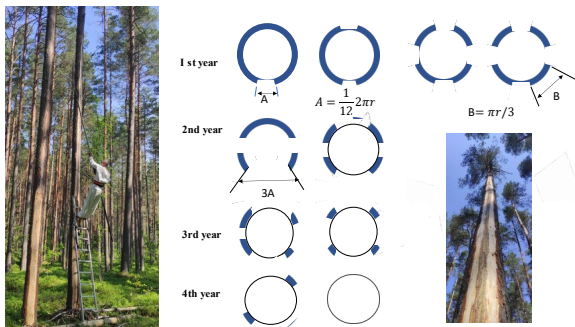 1 st year
A
A = 1/12 2πr
B
B= πr/3
2nd year
3A
3rd year
4th year